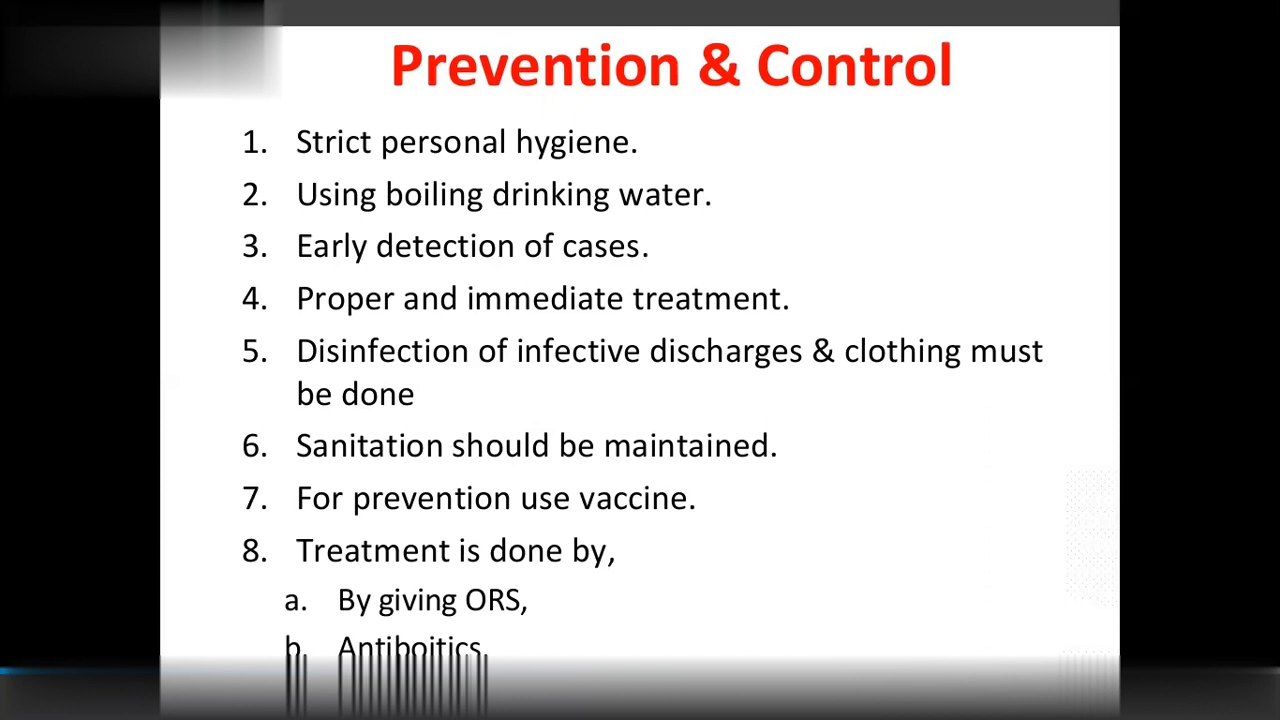 Prevention & Control
1. Strict personal hygiene.
2. Using boiling drinking water.
3. Early detection of cases.
4. Proper and immediate treatment.
5. Disinfection of infective discharges & clothing must
be done
6. Sanitation should be maintained.
7. For prevention use vaccine.
8. Treatment is done by,
a. By giving ORS,
b. Antiboitics